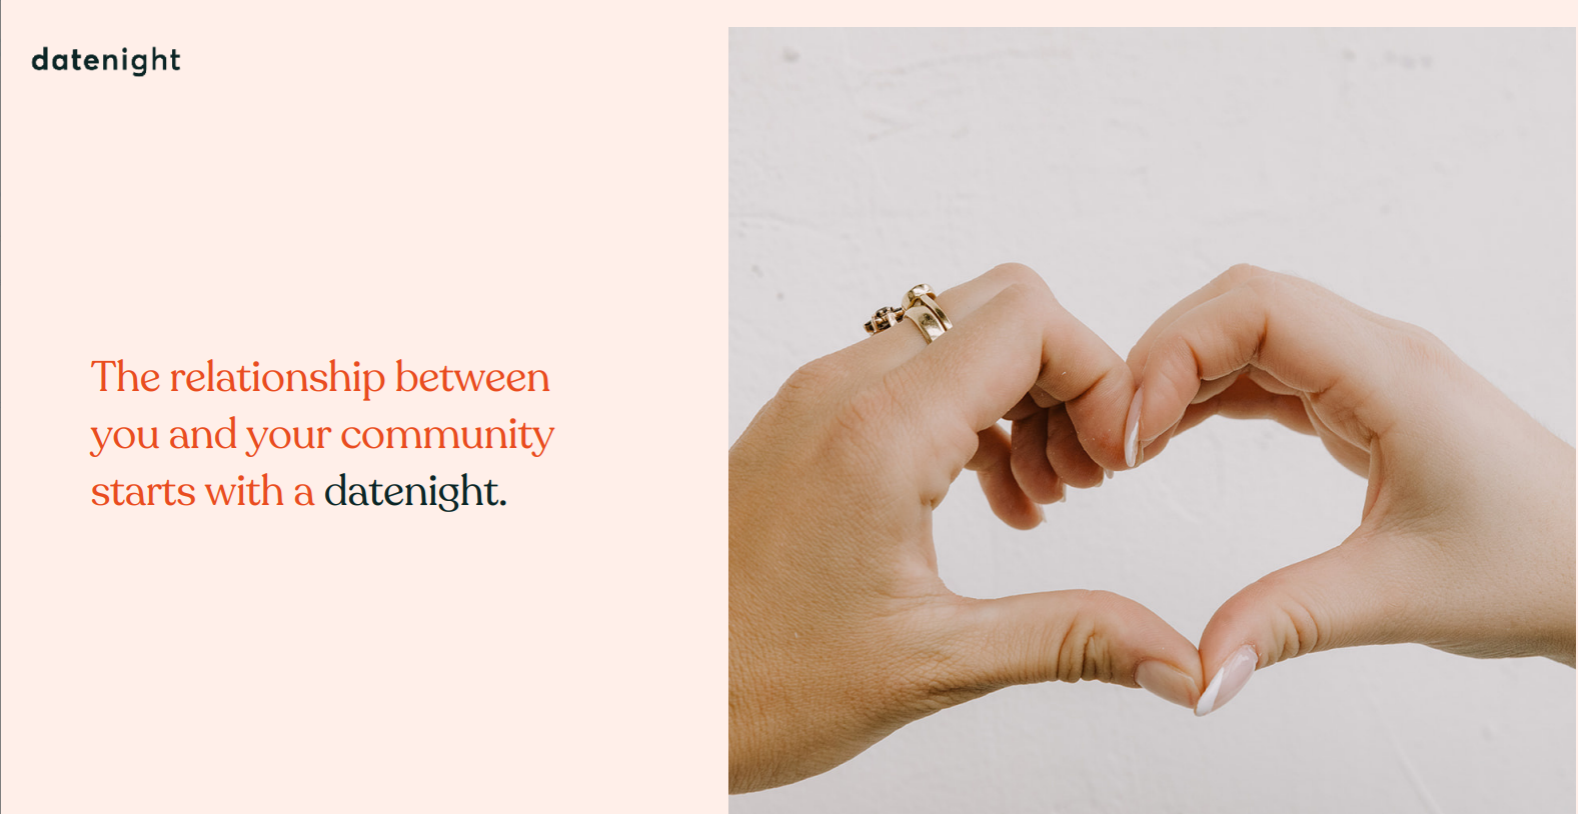 datenight
The relationship between
you and your community
starts with a datenight.